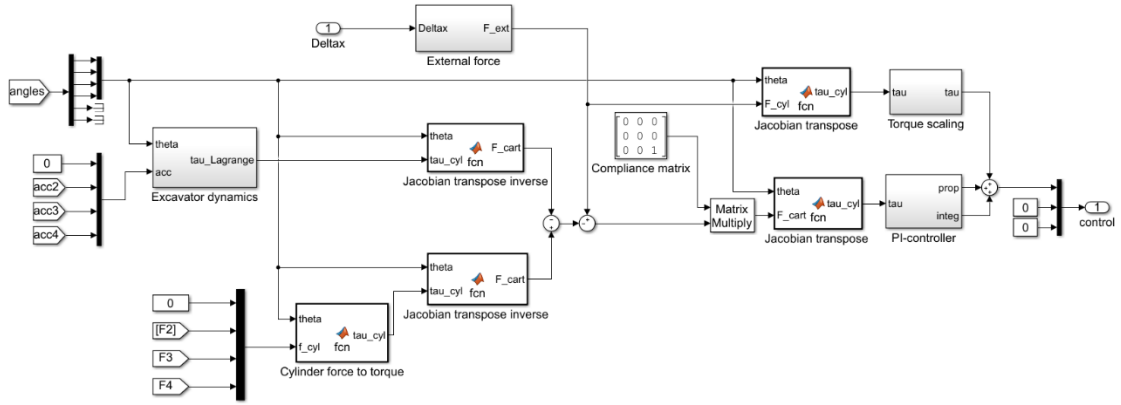 1
Deltax
Deltax F_ext
External force
angles
theta
acc
tau_Lagrange
Excavator dynamics
0
acc2
acc3
acc4
theta
tau_cyl
fcn
F_cart
Jacobian transpose inverse
theta
tau_cyl
fcn
F_cart
Jacobian transpose inverse
0
[F2]
F3
F4
theta
f_cyl
fcn
tau_cyl
Cylinder force to torque
0 0 0
0 0 0
0 0 1
Compliance matrix
Matrix
Multiply
theta
F_cyl
fcn
tau_cyl
Jacobian transpose
tau tau
Torque scaling
theta
F_cart
fcn
tau_cyl
Jacobian transpose
tau
prop
integ
PI-controller
0
0
1
control